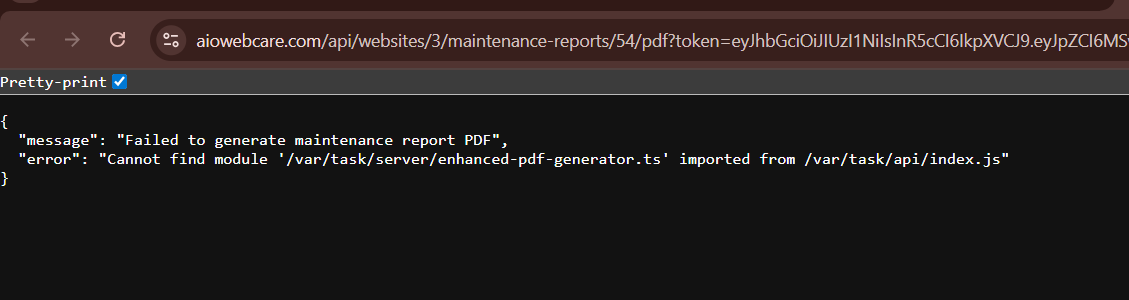 aiowebcare.com/api/websites/3/maintenance-reports/54/pdf?token=eyJhbGciOiJIUzI1NiIsInR5cCI6IkpXVCJ9.eyJpZCI6MSw
Pretty-print
{
"message": "Failed to generate maintenance report PDF",
"error": "Cannot find module '/var/task/server/enhanced-pdf-generator.ts' imported from /var/task/api/index.js"
}